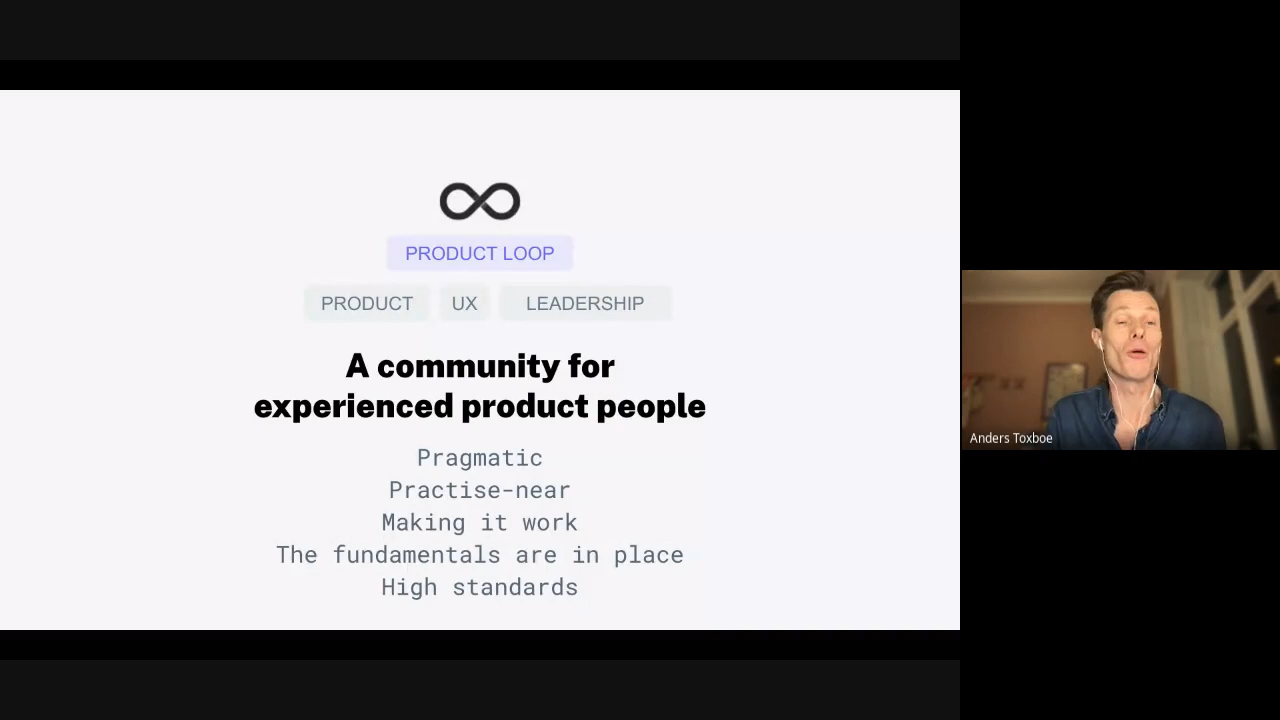 PRODUCT LOOP
PRODUCT UX LEADERSHIP
A community for
experienced product people
Pragmatic
Practise-near
Making it work
The fundamentals are in place
High standards
Anders Toxboe